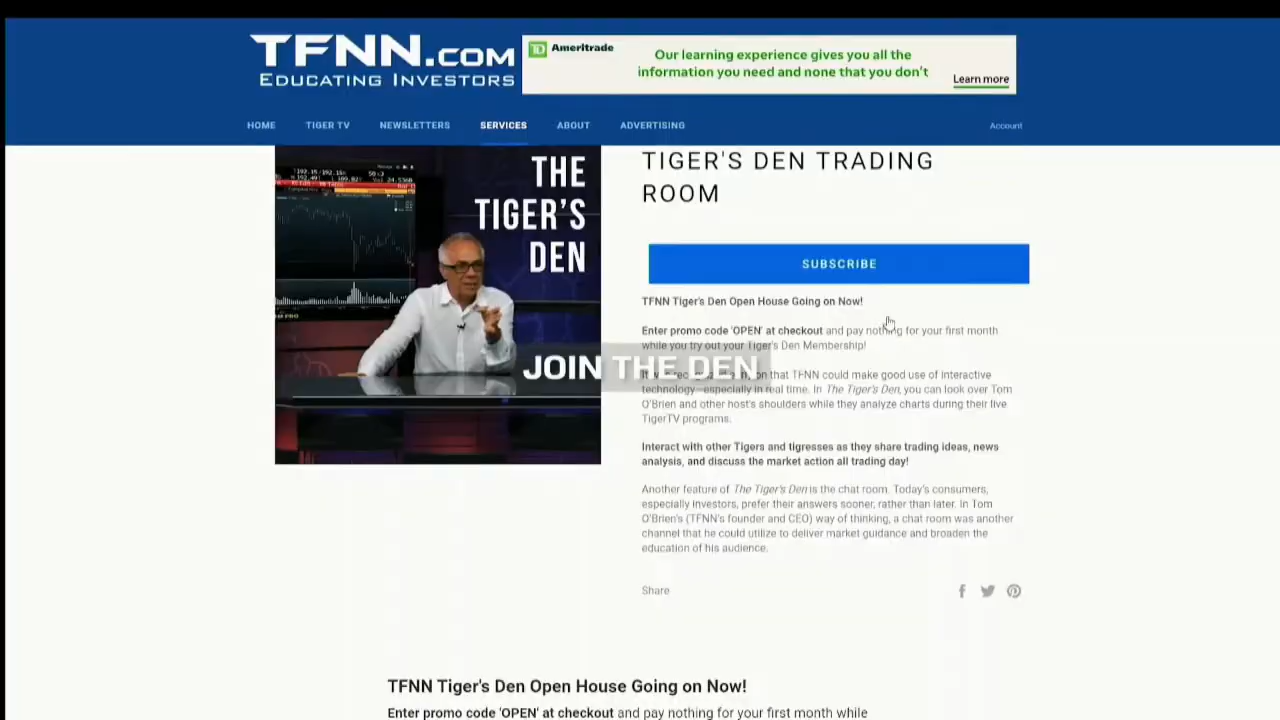 TFNN.COM
EDUCATING INVESTORS
TD Ameritrade
Our learning experience gives you all the
information you need and none that you don't
Learn more
HOME TIGER TV NEWSLETTERS SERVICES ABOUT ADVERTISING Account
THE
TIGER'S
DEN
TIGER'S DEN TRADING
ROOM
SUBSCRIBE
TFNN Tiger's Den Open House Going on Now!
Enter promo code 'OPEN' at checkout and pay nothing for your first month
while you try out your Tiger's Den Membership!
JOIN THE DEN
that TFNN could make good use of interactive
technology—especially in real time. In The Tiger's Den, you can look over Tom
O'Brien and other host's shoulders while they analyze charts during their live
TigerTV programs.
Interact with other Tigers and tigresses as they share trading ideas, news
analysis, and discuss the market action all trading day!
Another feature of The Tiger's Den is the chat room. Today's consumers,
especially investors, prefer their answers sooner, rather than later. In Tom
O'Brien's (TFNN's founder and CEO) way of thinking, a chat room was another
channel that he could utilize to deliver market guidance and broaden the
education of his audience.
Share
TFNN Tiger's Den Open House Going on Now!
Enter promo code 'OPEN' at checkout and pay nothing for your first month while